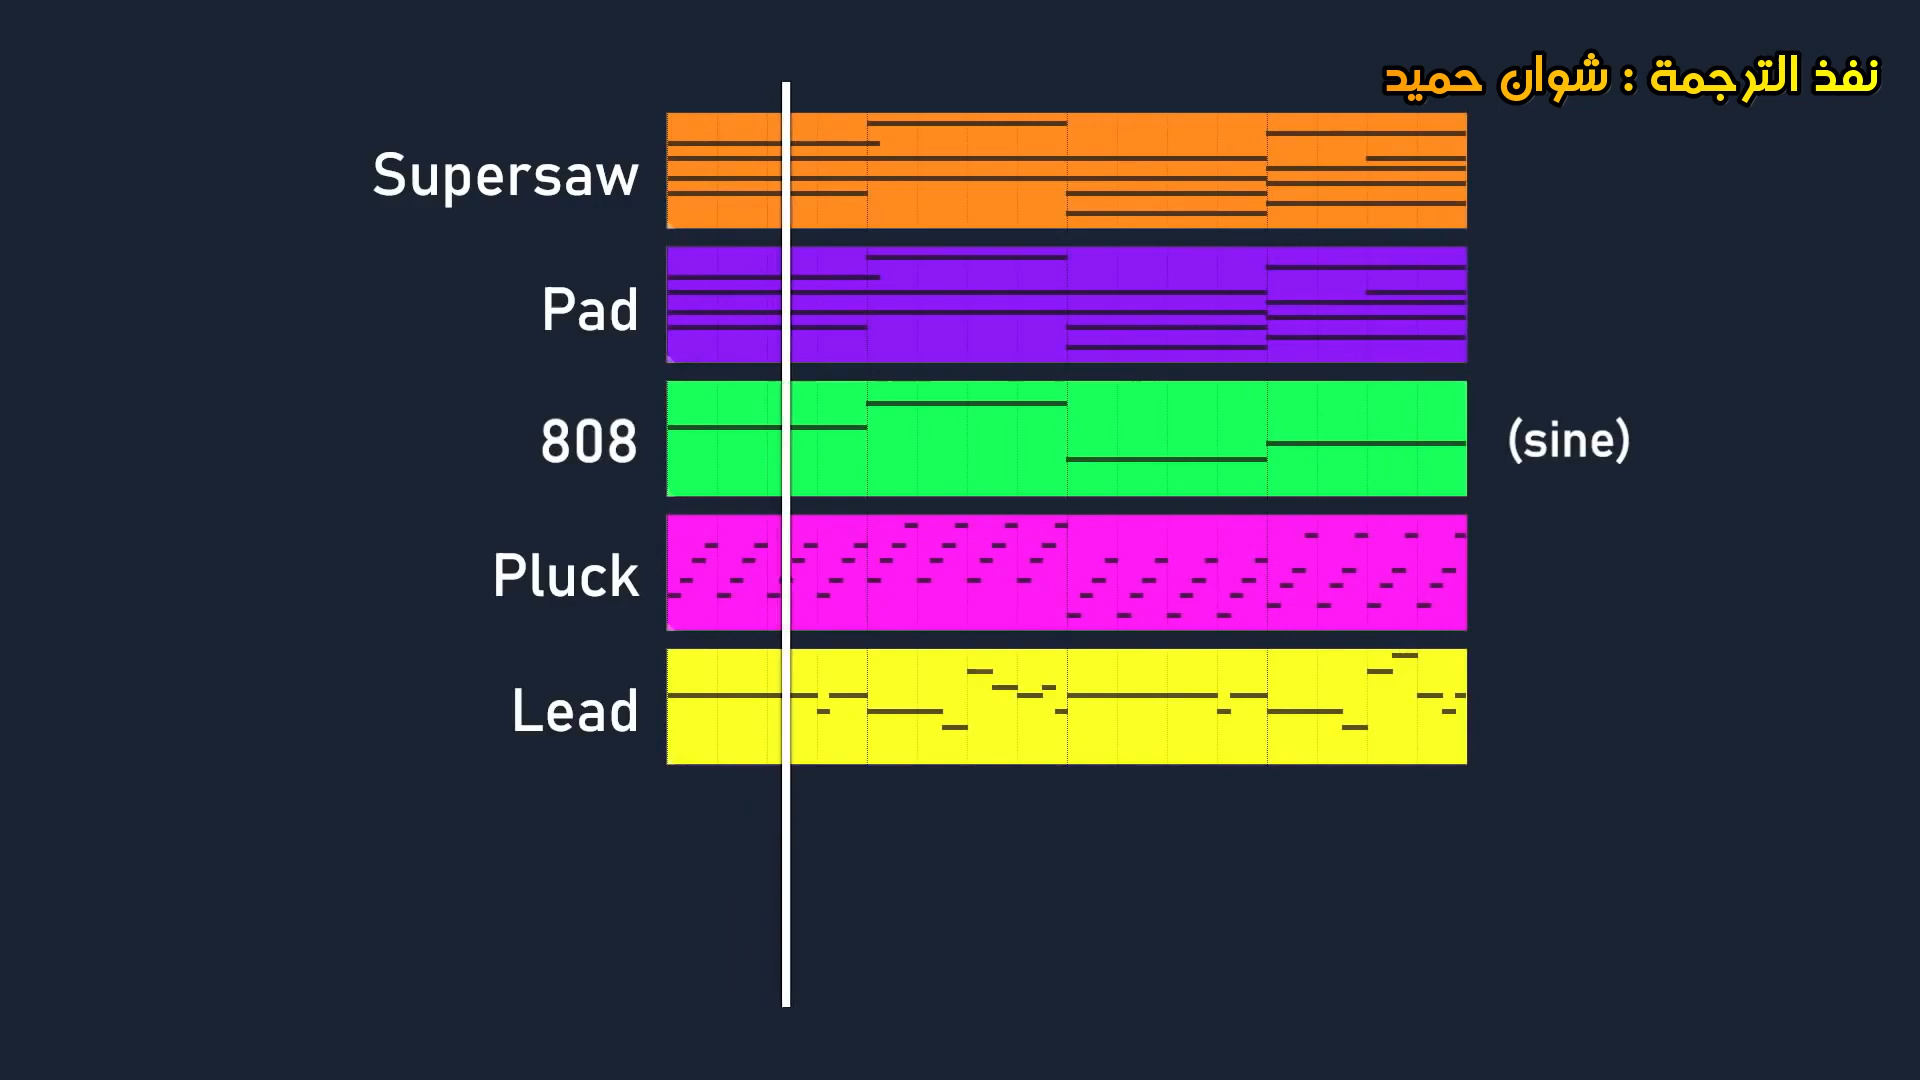 نفذ الترجمة : شوان حميد
Supersaw
Pad
808
(sine)
Pluck
Lead